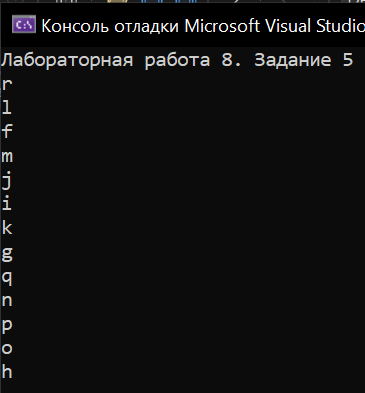 Консоль отладки Microsoft Visual Studio
Лабораторная работа 8. Задание 5
r
l
f
m
j
i
k
g
q
n
p
o
h